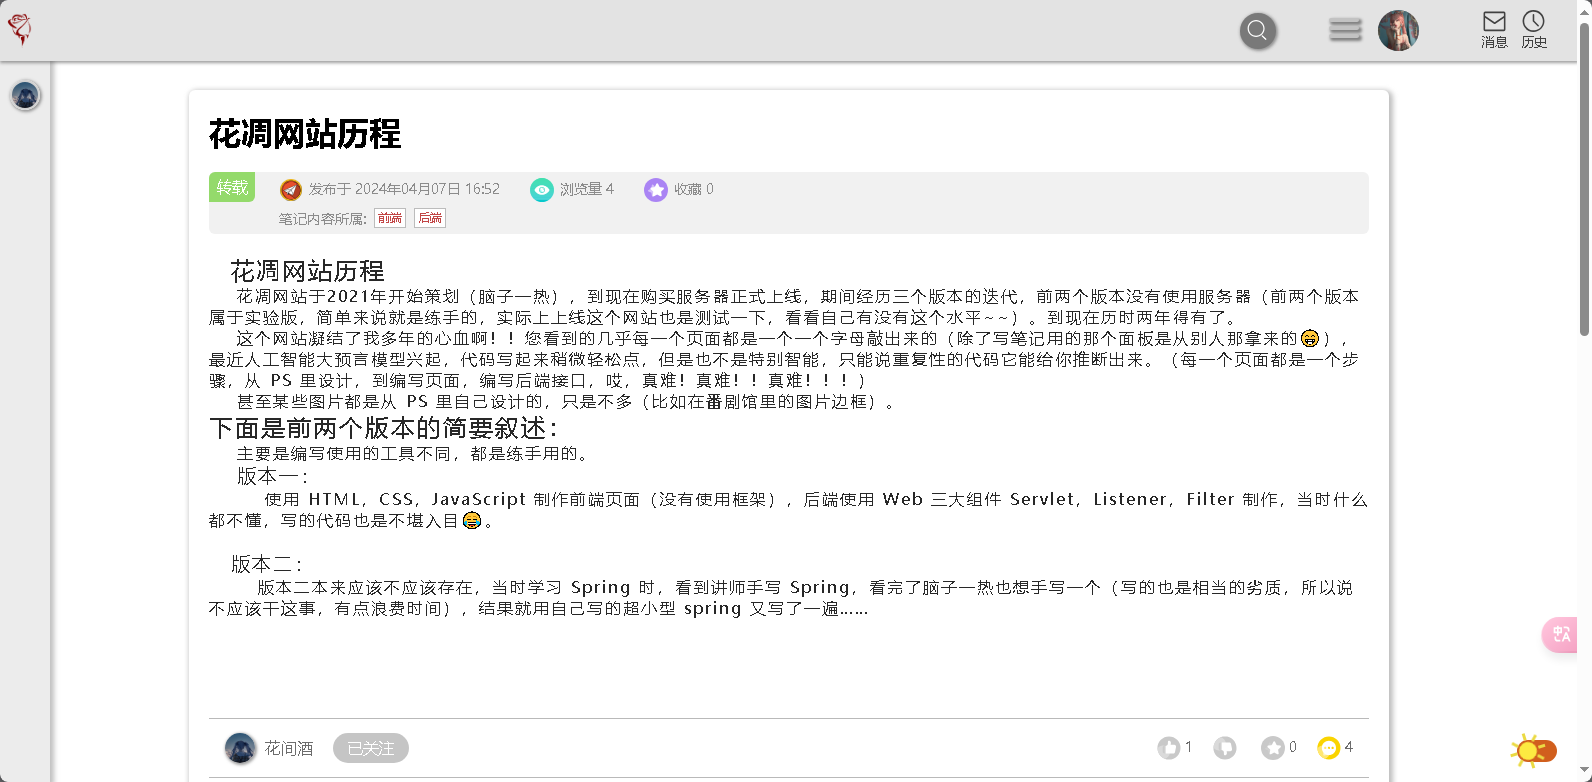 消息 历史
花凋网站历程
转载 发布于 2024年04月07日 16:52 浏览量 4 收藏 0
笔记内容所属: 前端 后端
花凋网站历程
花凋网站于2021年开始策划（脑子一热），到现在购买服务器正式上线，期间经历三个版本的迭代，前两个版本没有使用服务器（前两个版本
属于实验版，简单来说就是练手的，实际上上线这个网站也是测试一下，看看自己有没有这个水平~~）。到现在历时两年得有了。
这个网站凝结了我多年的心血啊！！您看到的几乎每一个页面都是一个一个字母敲出来的（除了写笔记用的那个面板是从别人那拿来的😁），
最近人工智能大预言模型兴起，代码写起来稍微轻松点，但是也不是特别智能，只能说重复性的代码它能给你推断出来。（每一个页面都是一个步
骤，从 PS 里设计，到编写页面，编写后端接口，哎，真难！真难！！真难！！！）
甚至某些图片都是从 PS 里自己设计的，只是不多（比如在番剧馆里的图片边框）。
下面是前两个版本的简要叙述：
主要是编写使用的工具不同，都是练手用的。
版本一：
使用 HTML，CSS，JavaScript 制作前端页面（没有使用框架），后端使用 Web 三大组件 Servlet，Listener，Filter 制作，当时什么
都不懂，写的代码也是不堪入目😂。
版本二：
版本二本来应该不应该存在，当时学习 Spring 时，看到讲师手写 Spring，看完了脑子一热也想手写一个（写的也是相当的劣质，所以说
不应该干这事，有点浪费时间），结果就用自己写的超小型 spring 又写了一遍……
花间酒 已关注 1 0 4
中A